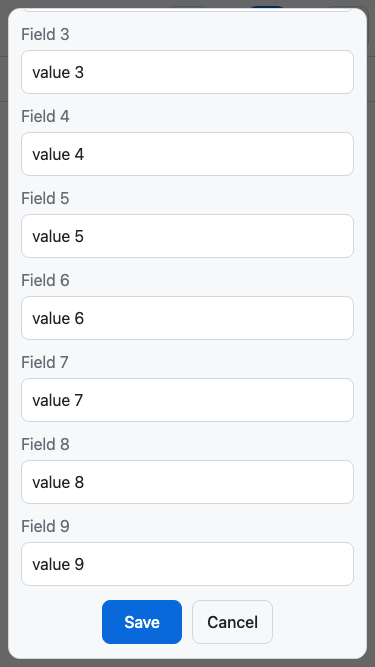 Field 3
value 3
Field 4
value 4
Field 5
value 5
Field 6
value 6
Field 7
value 7
Field 8
value 8
Field 9
value 9
Save Cancel